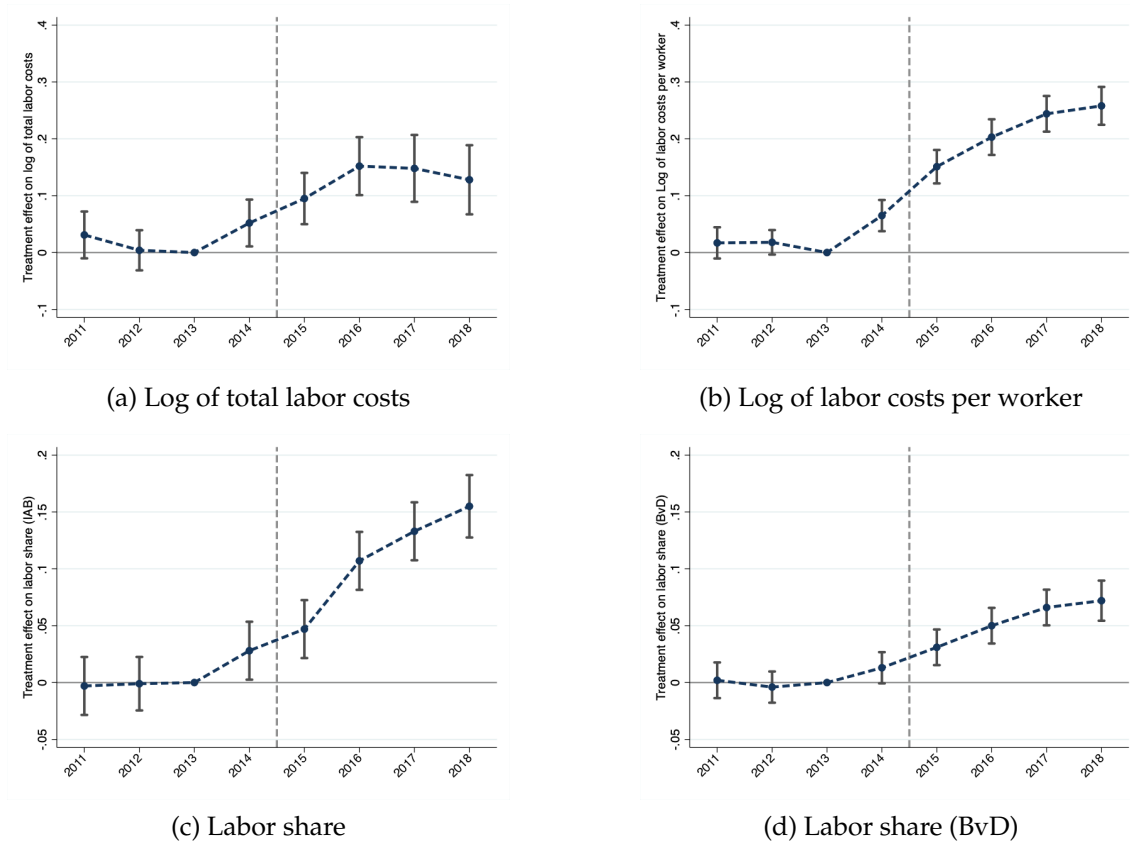 Treatment effect on log of total labor costs
.4
.3
.2
.1
0
-.1
2011 2012 2013 2014 2015 2016 2017 2018
(a) Log of total labor costs
Treatment effect on Log of labor costs per worker
.4
.3
.2
.1
0
-.1
2011 2012 2013 2014 2015 2016 2017 2018
(b) Log of labor costs per worker
Treatment effect on labor share (IAB)
.2
.15
.1
.05
0
-.05
2011 2012 2013 2014 2015 2016 2017 2018
(c) Labor share
Treatment effect on labor share (BvD)
.2
.15
.1
.05
0
-.05
2011 2012 2013 2014 2015 2016 2017 2018
(d) Labor share (BvD)